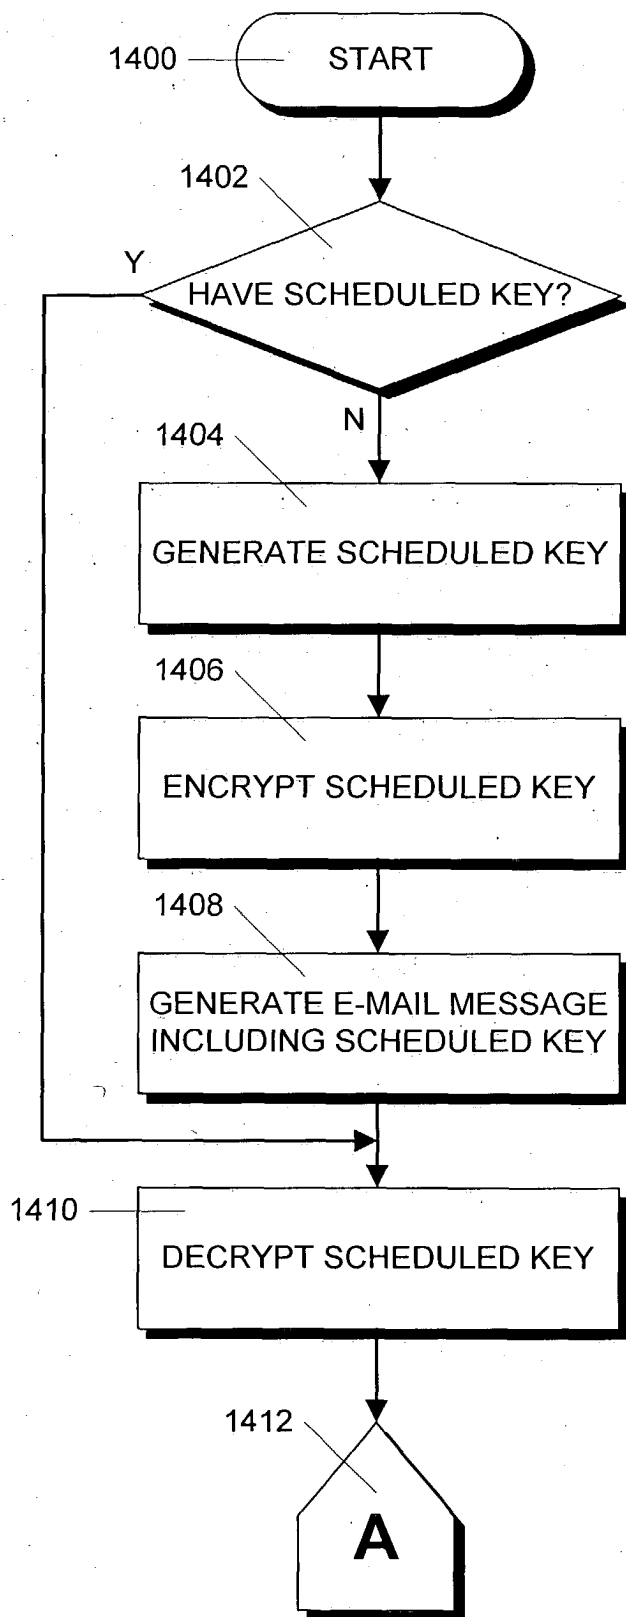 1400
START
1402
Y
HAVE SCHEDULED KEY?
N
1404
GENERATE SCHEDULED KEY
1406
ENCRYPT SCHEDULED KEY
1408
GENERATE E-MAIL MESSAGE
INCLUDING SCHEDULED KEY
1410
DECRYPT SCHEDULED KEY
1412
A